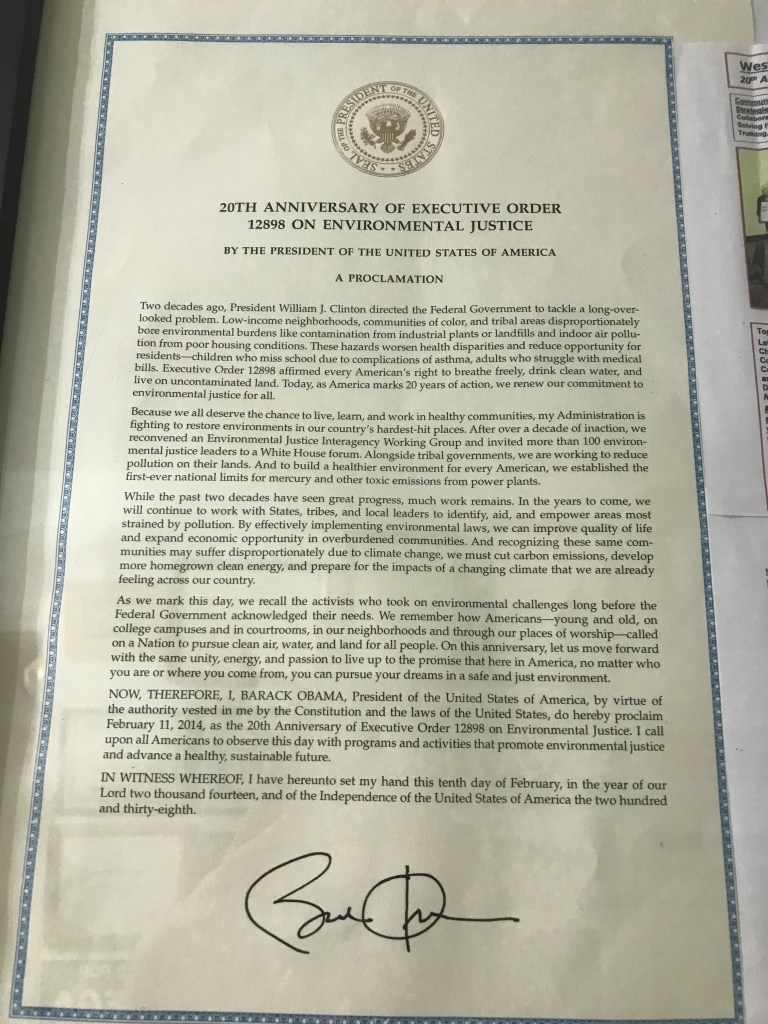 SEAL OF THE PRESIDENT OF THE UNITED STATES
20TH ANNIVERSARY OF EXECUTIVE ORDER
12898 ON ENVIRONMENTAL JUSTICE
BY THE PRESIDENT OF THE UNITED STATES OF AMERICA
A PROCLAMATION
Two decades ago, President William J. Clinton directed the Federal Government to tackle a long-over-
looked problem. Low-income neighborhoods, communities of color, and tribal areas disproportionately
bore environmental burdens like contamination from industrial plants or landfills and indoor air pollu-
tion from poor housing conditions. These hazards worsen health disparities and reduce opportunity for
residents—children who miss school due to complications of asthma, adults who struggle with medical
bills. Executive Order 12898 affirmed every American's right to breathe freely, drink clean water, and
live on uncontaminated land. Today, as America marks 20 years of action, we renew our commitment to
environmental justice for all.
Because we all deserve the chance to live, learn, and work in healthy communities, my Administration is
fighting to restore environments in our country's hardest-hit places. After over a decade of inaction, we
reconvened an Environmental Justice Interagency Working Group and invited more than 100 environ-
mental justice leaders to a White House forum. Alongside tribal governments, we are working to reduce
pollution on their lands. And to build a healthier environment for every American, we established the
first-ever national limits for mercury and other toxic emissions from power plants.
While the past two decades have seen great progress, much work remains. In the years to come, we
will continue to work with States, tribes, and local leaders to identify, aid, and empower areas most
strained by pollution. By effectively implementing environmental laws, we can improve quality of life
and expand economic opportunity in overburdened communities. And recognizing these same com-
munities may suffer disproportionately due to climate change, we must cut carbon emissions, develop
more homegrown clean energy, and prepare for the impacts of a changing climate that we are already
feeling across our country.
As we mark this day, we recall the activists who took on environmental challenges long before the
Federal Government acknowledged their needs. We remember how Americans—young and old, on
college campuses and in courtrooms, in our neighborhoods and through our places of worship—called
on a Nation to pursue clean air, water, and land for all people. On this anniversary, let us move forward
with the same unity, energy, and passion to live up to the promise that here in America, no matter who
you are or where you come from, you can pursue your dreams in a safe and just environment.
NOW, THEREFORE, I, BARACK OBAMA, President of the United States of America, by virtue of
the authority vested in me by the Constitution and the laws of the United States, do hereby proclaim
February 11, 2014, as the 20th Anniversary of Executive Order 12898 on Environmental Justice. I call
upon all Americans to observe this day with programs and activities that promote environmental justice
and advance a healthy, sustainable future.
IN WITNESS WHEREOF, I have hereunto set my hand this tenth day of February, in the year of our
Lord two thousand fourteen, and of the Independence of the United States of America the two hundred
and thirty-eighth.
Wes
20th A
Commun
Strategie
Collabora
Solving (
Trucking,